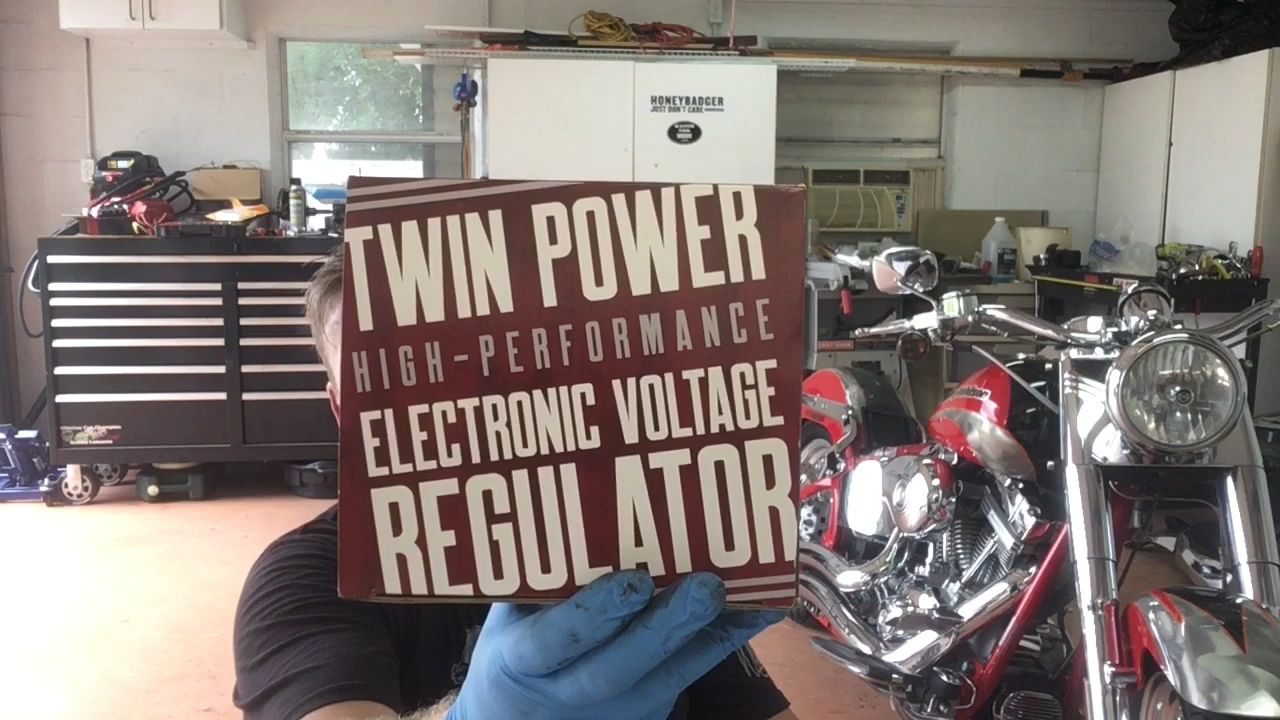 HONEYBADGER
JUST DON'T CARE
TWIN POWER
HIGH-PERFORMANCE
ELECTRONIC VOLTAGE
REGULATOR